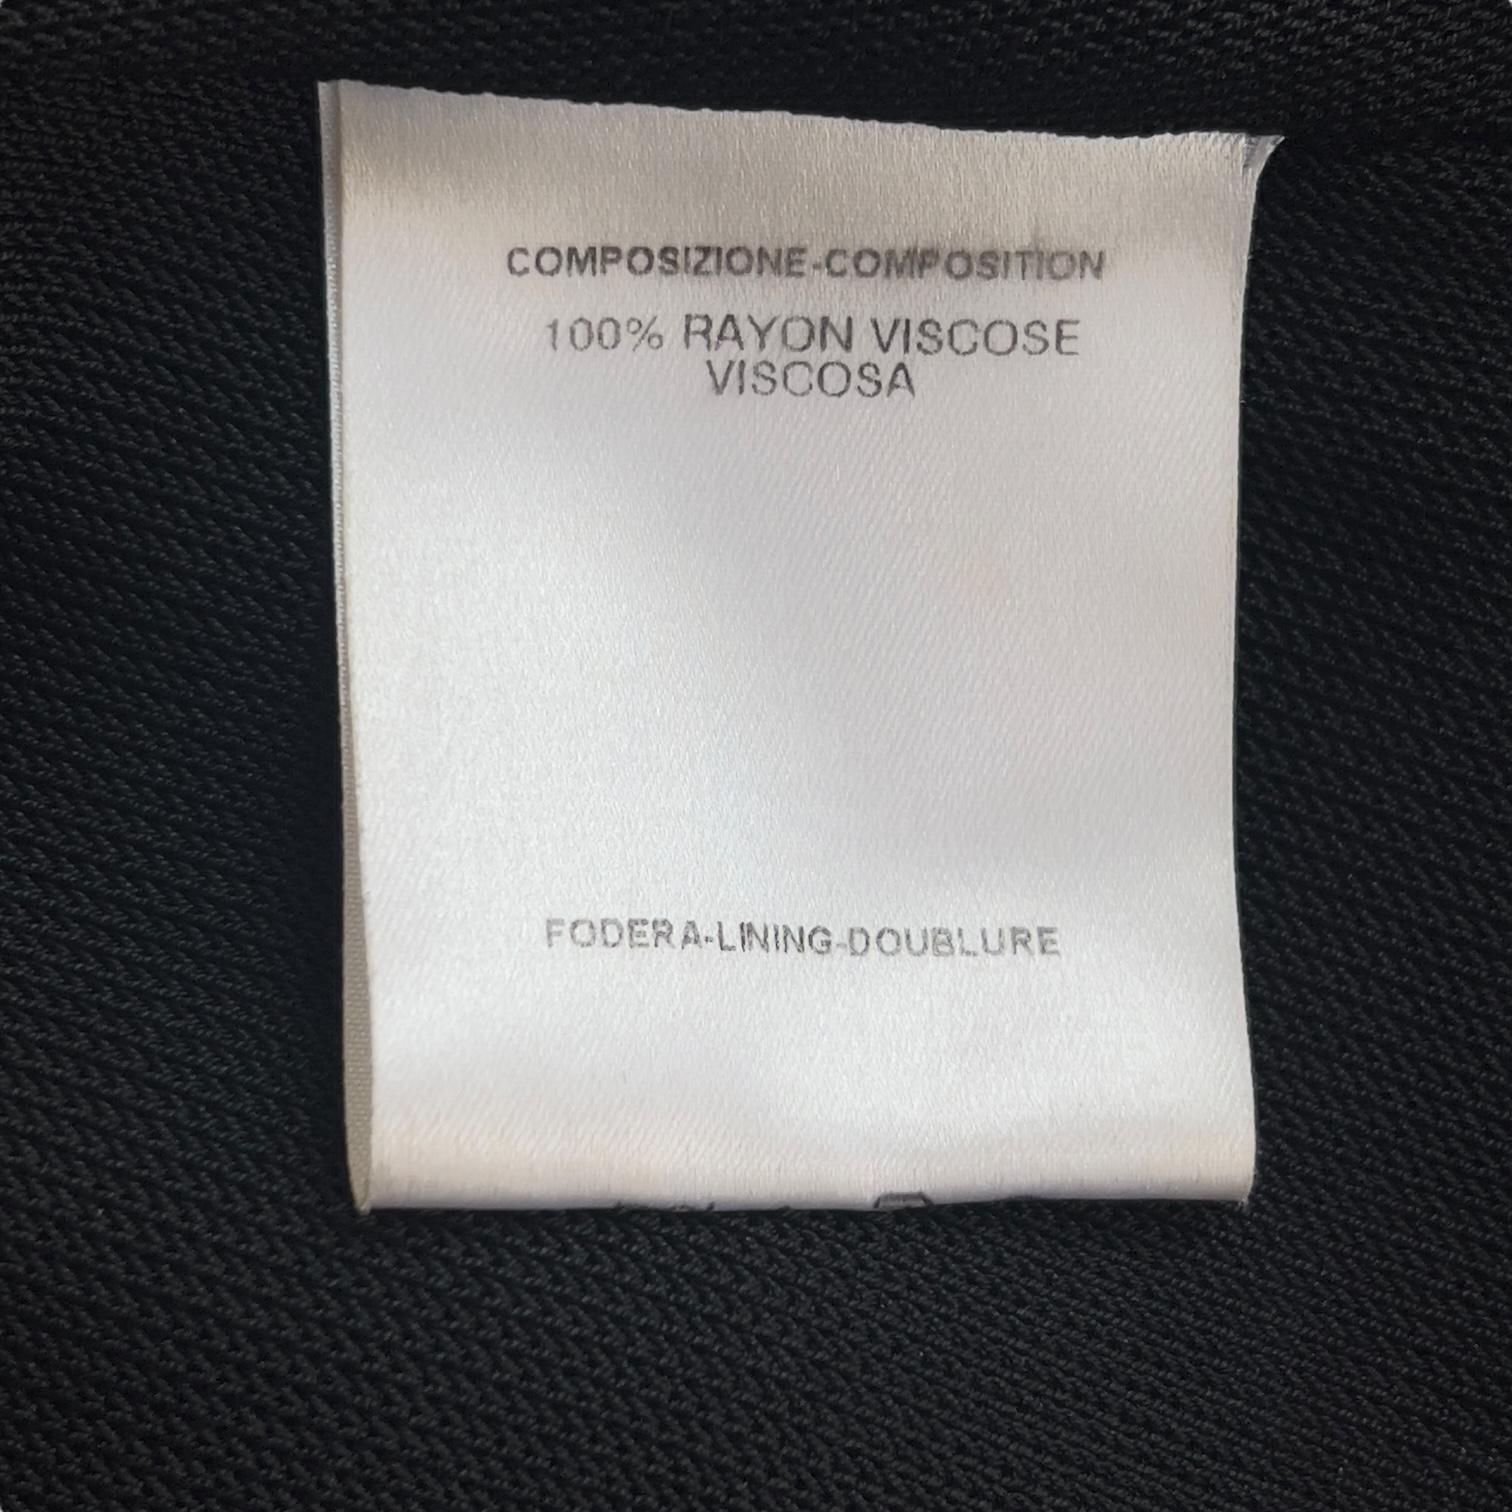 COMPOSIZIONE-COMPOSITION
100% RAYON VISCOSE
VISCOSA
FODERA-LINING-DOUBLURE